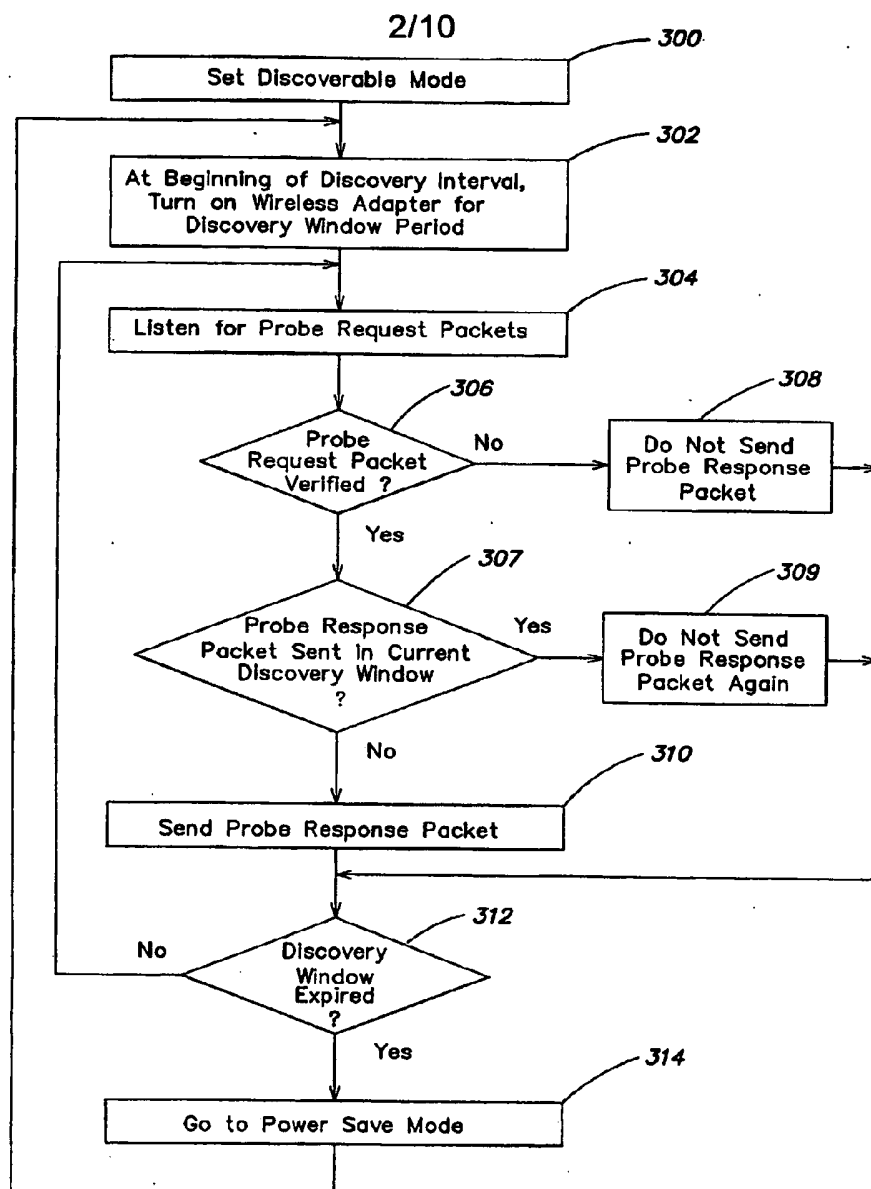 2/10
300
Set Discoverable Mode
302
At Beginning of Discovery Interval,
Turn on Wireless Adapter for
Discovery Window Period
304
Listen for Probe Request Packets
306
Probe
Request Packet
Verified ?
No
308
Do Not Send
Probe Response
Packet
Yes
307
Probe Response
Packet Sent in Current
Discovery Window
?
Yes
309
Do Not Send
Probe Response
Packet Again
No
310
Send Probe Response Packet
312
No
Discovery
Window
Expired
?
Yes
314
Go to Power Save Mode